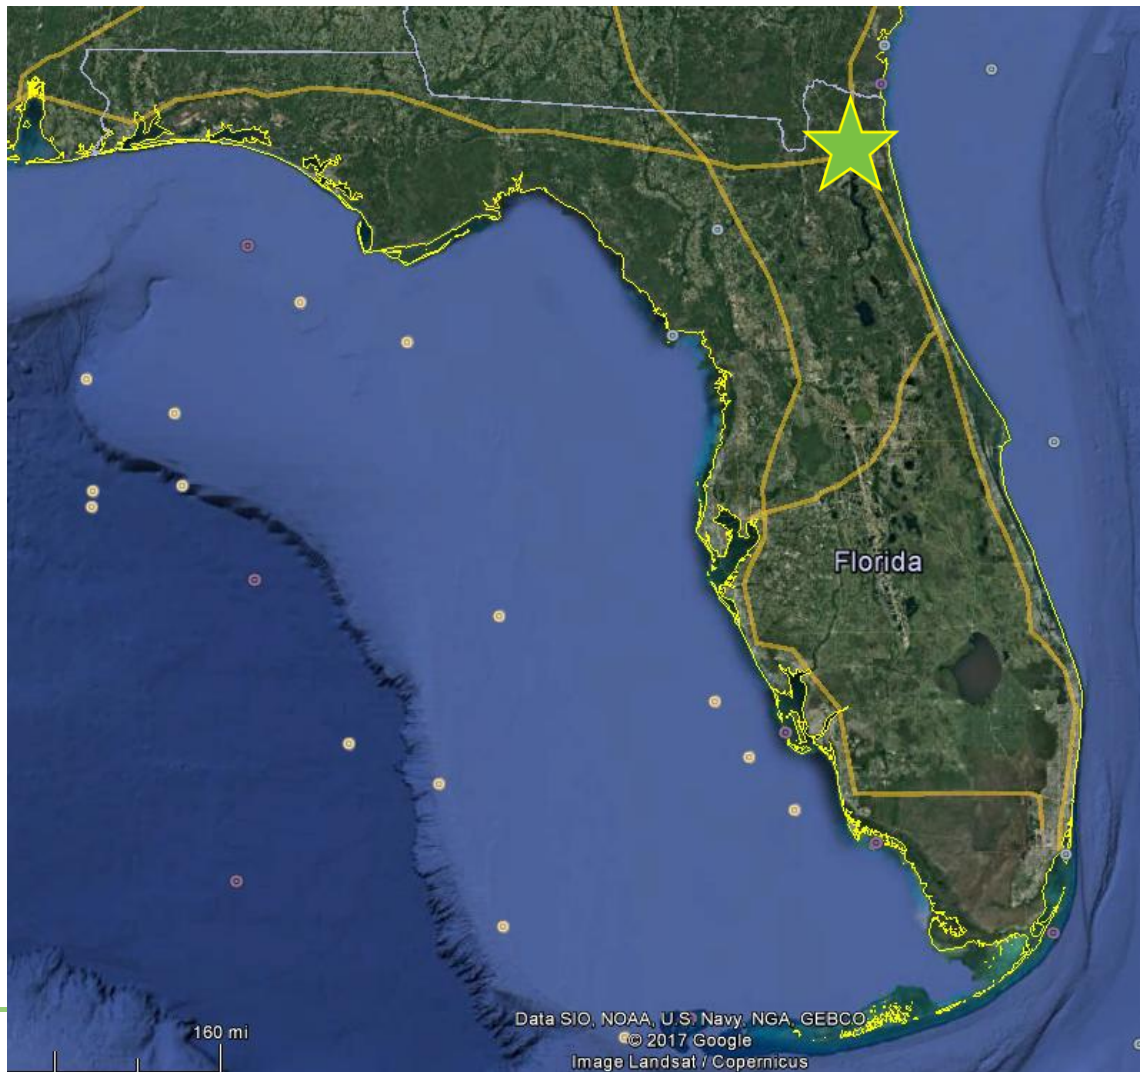 Florida
160 mi
Data SIO, NOAA, U.S. Navy, NGA, GEBCO
© 2017 Google
Image Landsat / Copernicus